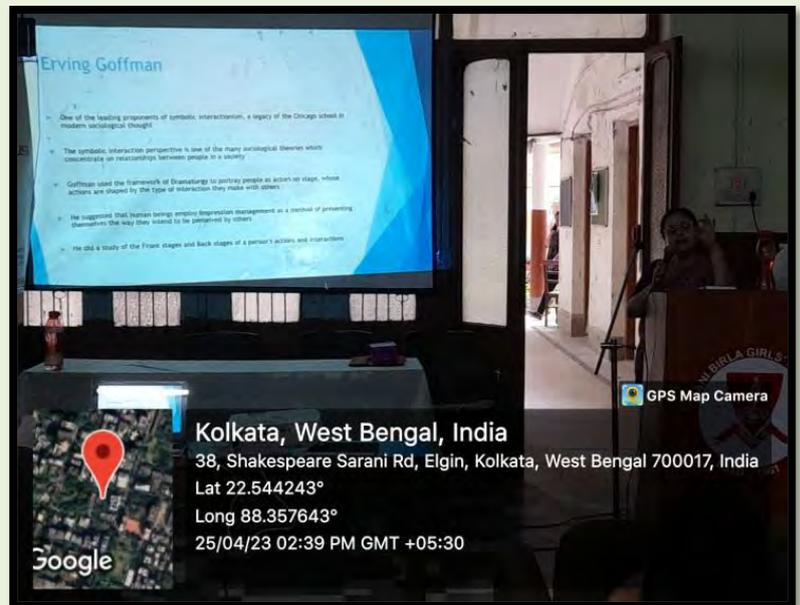 Erving Goffman
One of the leading proponents of symbolic interactionism, a legacy of the Chicago school in
modern sociological thought
The symbolic interaction perspective is one of the many sociological theories which
concentrate on relationships between people in a society
Goffman used the framework of Dramaturgy to portray people as actors on stage, whose
actions are shaped by the type of interaction they make with others
He suggested that human beings employ impression management as a method of presenting
themselves the way they intend to be perceived by others
He did a study of the Front stages and Back stages of a person's actions and interactions
NI BIRLA GIRLS'
GPS Map Camera
Kolkata, West Bengal, India
38, Shakespeare Sarani Rd, Elgin, Kolkata, West Bengal 700017, India
Lat 22.544243°
Long 88.357643°
25/04/23 02:39 PM GMT +05:30
Google